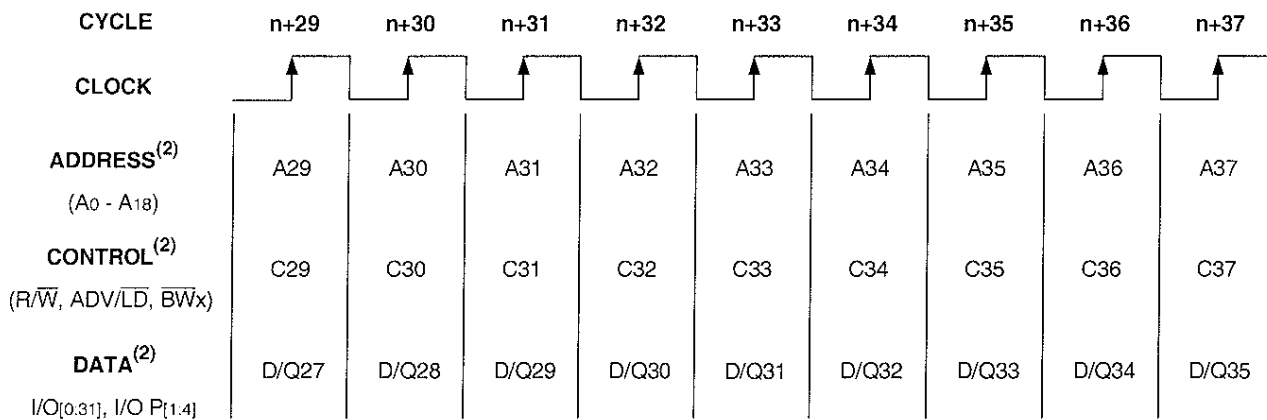 CYCLE n+29 n+30 n+31 n+32 n+33 n+34 n+35 n+36 n+37
CLOCK
ADDRESS(2) A29 A30 A31 A32 A33 A34 A35 A36 A37
(A0 - A18)
CONTROL(2) C29 C30 C31 C32 C33 C34 C35 C36 C37
(R/W̅, ADV/L̅D̅, B̅W̅x)
DATA(2) D/Q27 D/Q28 D/Q29 D/Q30 D/Q31 D/Q32 D/Q33 D/Q34 D/Q35
I/O[0:31], I/O P[1:4]